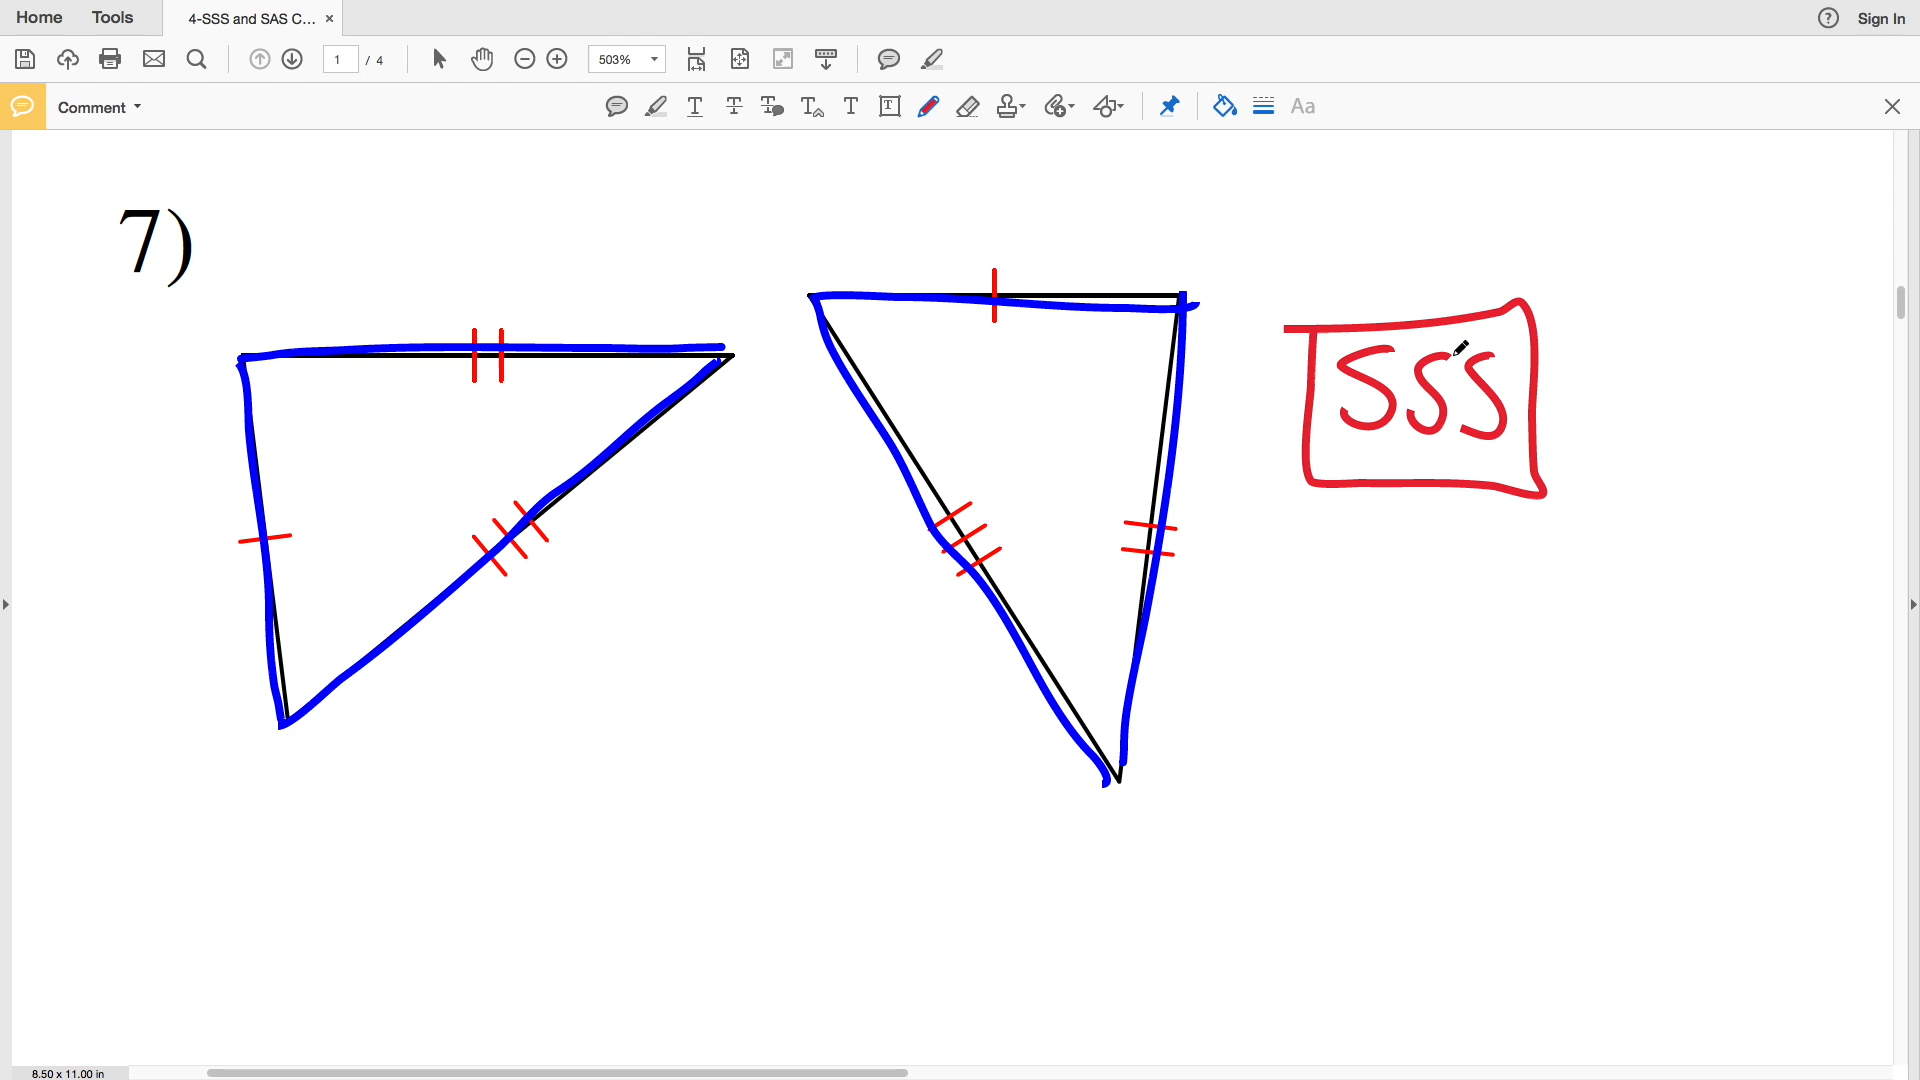 Home Tools 4-SSS and SAS C... × ? Sign In
1 / 4 503%
Comment T T T T T T Aa
7)
SSS
8.50 x 11.00 in